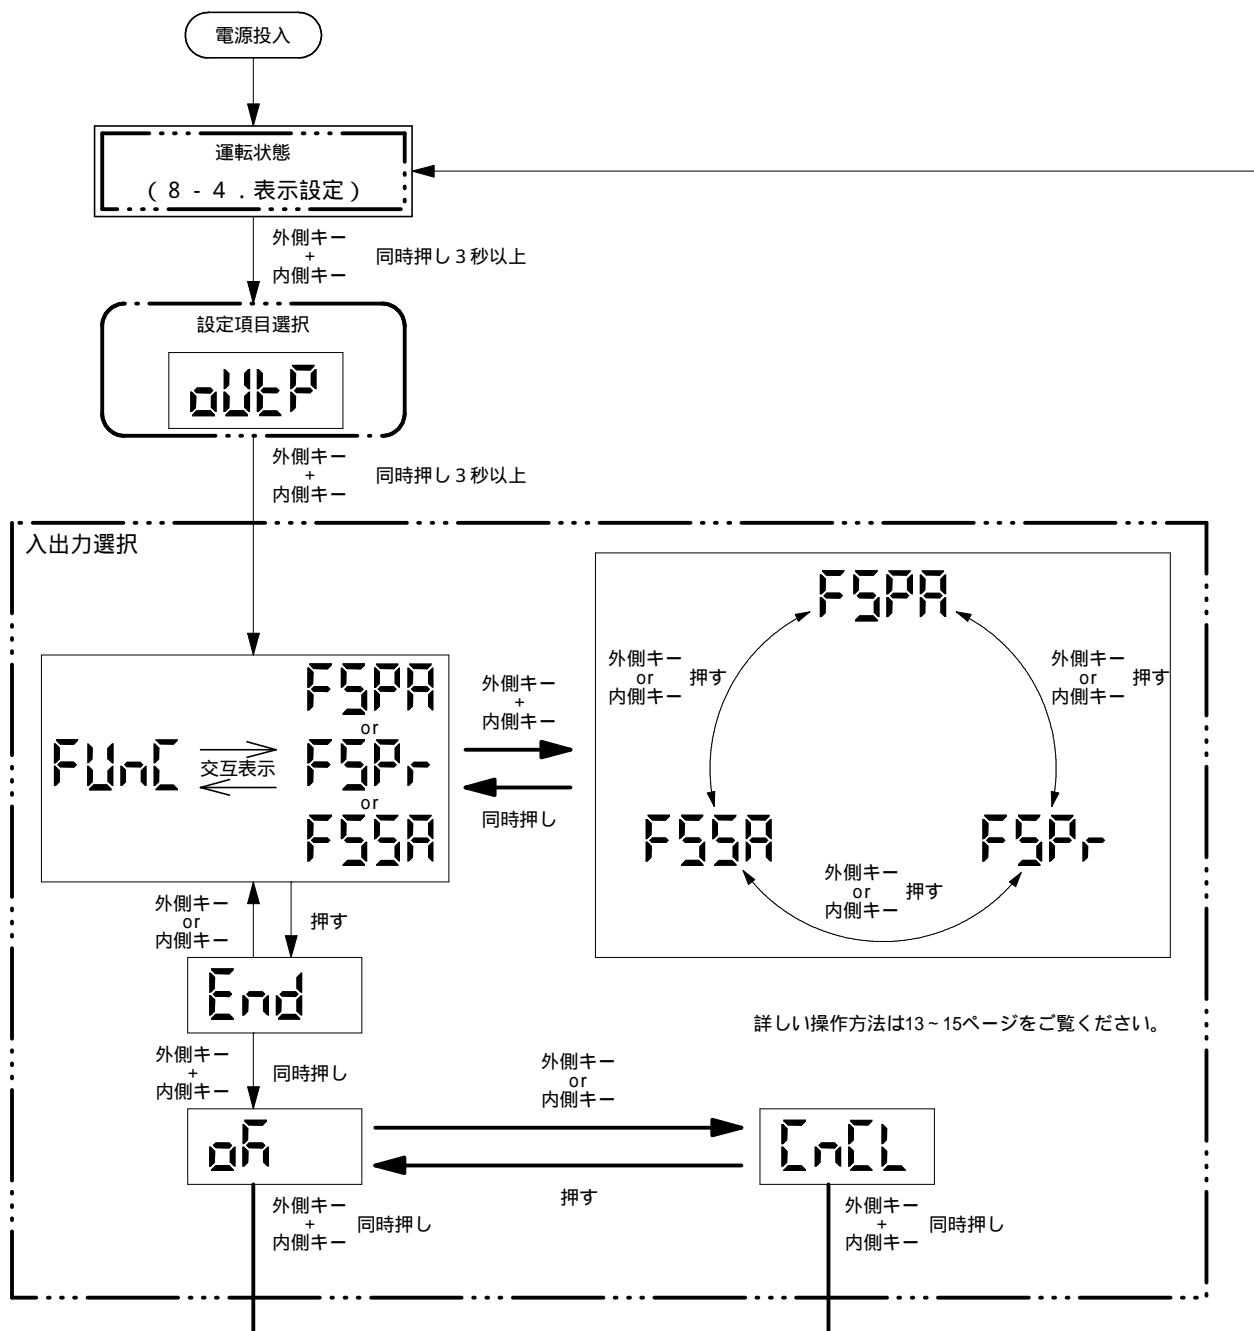 電源投入
運転状態
(8-4.表示設定)
外側キー
+
内側キー
同時押し3秒以上
設定項目選択
oUtP
外側キー
+
内側キー
同時押し3秒以上
入出力選択
FUnC
交互表示
FSPA
or
FSPr
or
FSSA
外側キー
+
内側キー
同時押し
FSPA
外側キー
or
内側キー
押す
外側キー
or
内側キー
押す
FSSA
FSPr
外側キー
or
内側キー
押す
外側キー
or
内側キー
押す
End
詳しい操作方法は13~15ページをご覧ください。
外側キー
+
内側キー
同時押し
外側キー
or
内側キー
oK
CnCL
押す
外側キー
+
内側キー
同時押し
外側キー
+
内側キー
同時押し